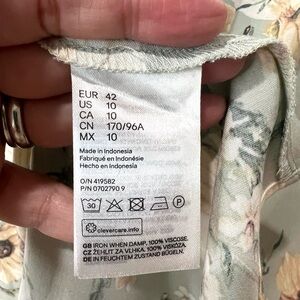 EUR 42
US 10
CA 10
CN 170/96A
MX 10
Made in Indonesia
Fabriqué en Indonésie
Hecho en Indonesia
O/N 419582
P/N 0702790 9
30
P
clevercare.info
GB IRON WHEN DAMP. 100% VISCOSE.
CZ ŽEHLIT ZA VLHKA. 100% VISKÓZA.
DE IN FEUCHTEM ZUSTAND BÜGELN.